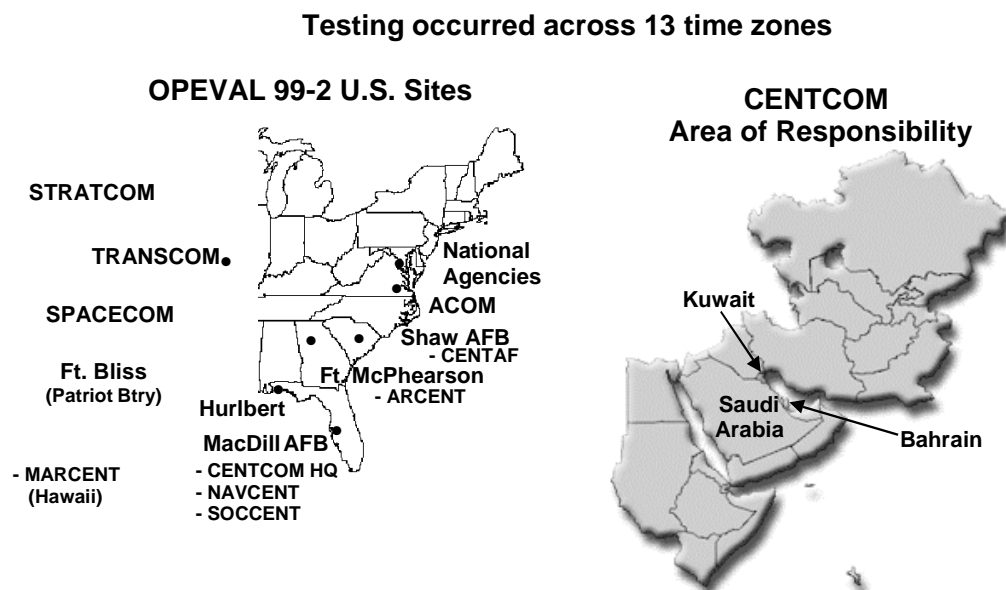 Testing occurred across 13 time zones
OPEVAL 99-2 U.S. Sites
STRATCOM
TRANSCOM
SPACECOM
Ft. Bliss
(Patriot Btry)
- MARCENT
(Hawaii)
National
Agencies
ACOM
Shaw AFB
- CENTAF
Ft. McPhearson
- ARCENT
Hurlbert
MacDill AFB
- CENTCOM HQ
- NAVCENT
- SOCCENT
CENTCOM
Area of Responsibility
Kuwait
Saudi
Arabia
Bahrain